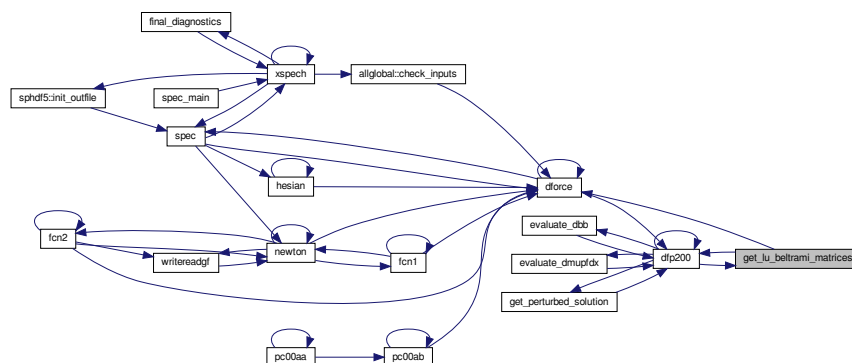 final_diagnostics
xspech
allglobal::check_inputs
sphdf5::init_outfile
spec_main
spec
hesian
dforce
evaluate_dbb
fcn2
newton
writereadgf
fcn1
evaluate_dmupfdx
dfp200
get_lu_beltrami_matrices
get_perturbed_solution
pc00aa
pc00ab